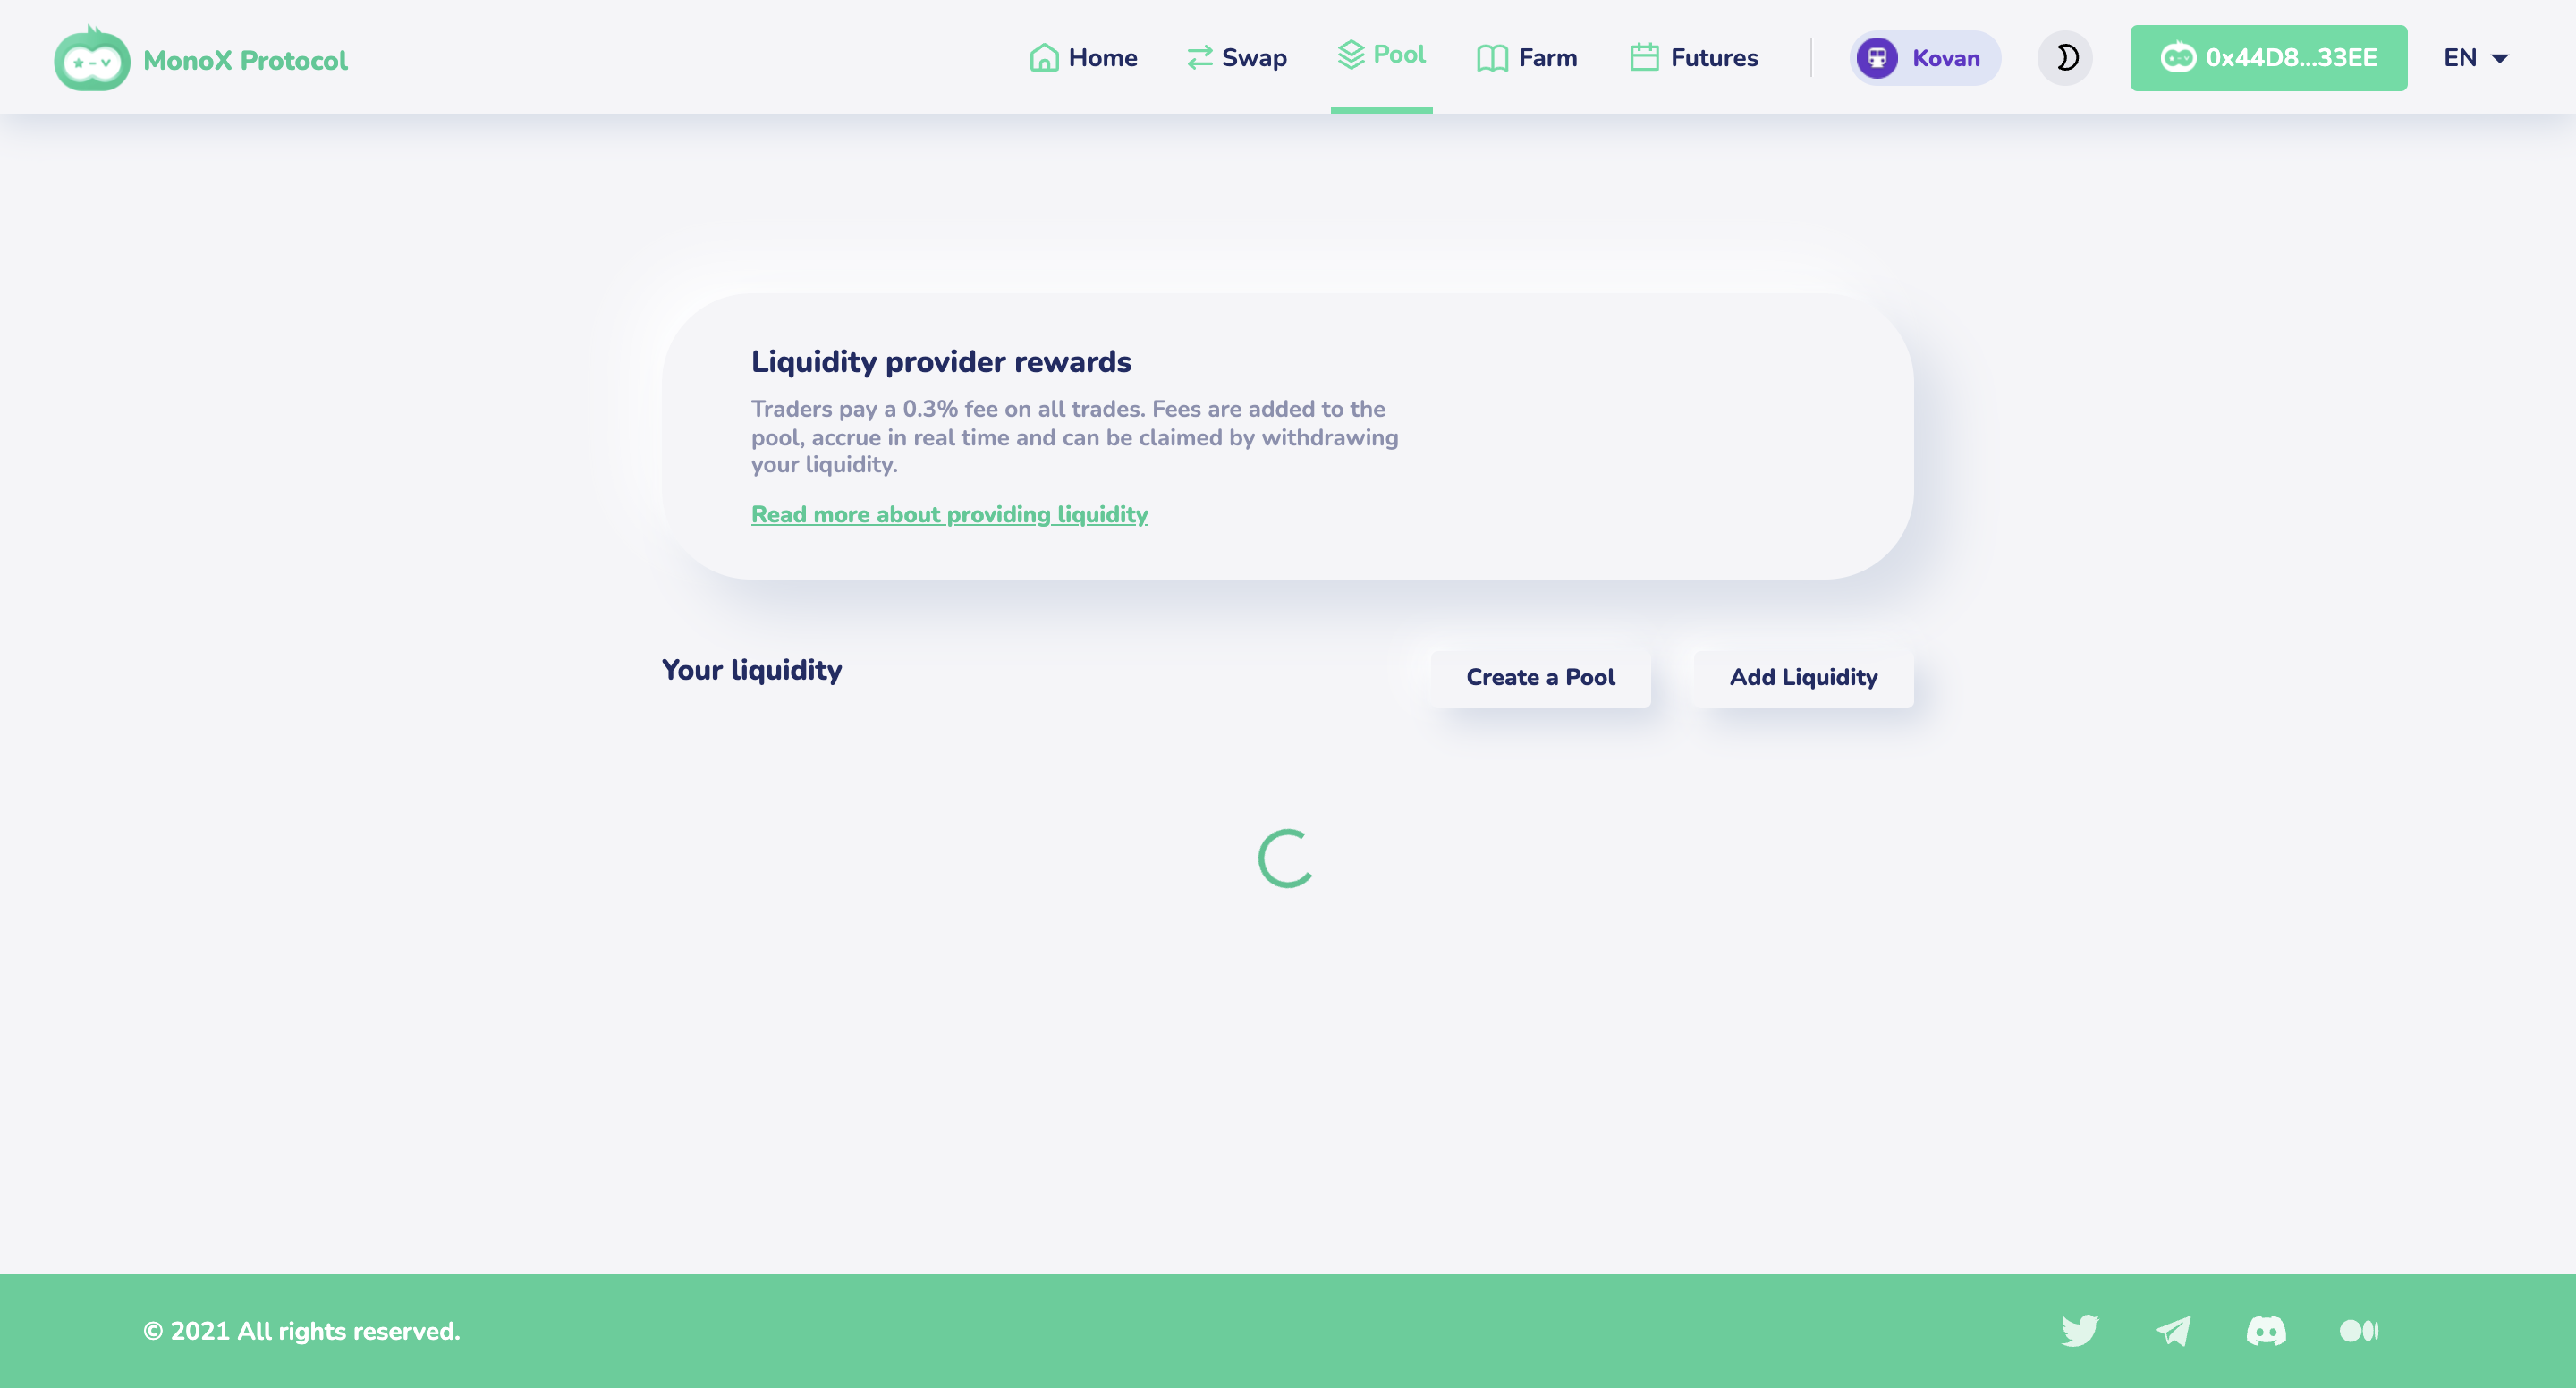 MonoX Protocol
Home
Swap
Pool
Farm
Futures
Kovan
0x44D8...33EE
EN
Liquidity provider rewards
Traders pay a 0.3% fee on all trades. Fees are added to the
pool, accrue in real time and can be claimed by withdrawing
your liquidity.
Read more about providing liquidity
Your liquidity
Create a Pool
Add Liquidity
© 2021 All rights reserved.